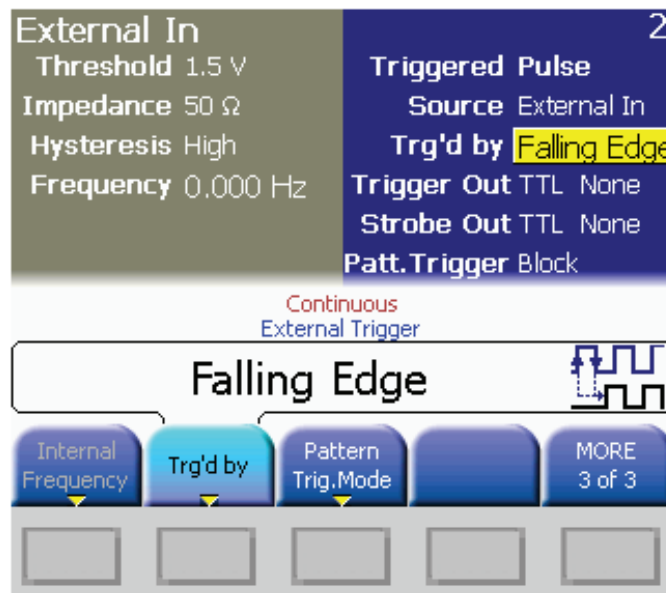 External In
Threshold 1.5 V
Impedance 50 Ω
Hysteresis High
Frequency 0.000 Hz
2
Triggered Pulse
Source External In
Trg'd by Falling Edge
Trigger Out TTL None
Strobe Out TTL None
Patt.Trigger Block
Continuous
External Trigger
Falling Edge
Internal
Frequency
Trg'd by
Pattern
Trig.Mode
MORE
3 of 3